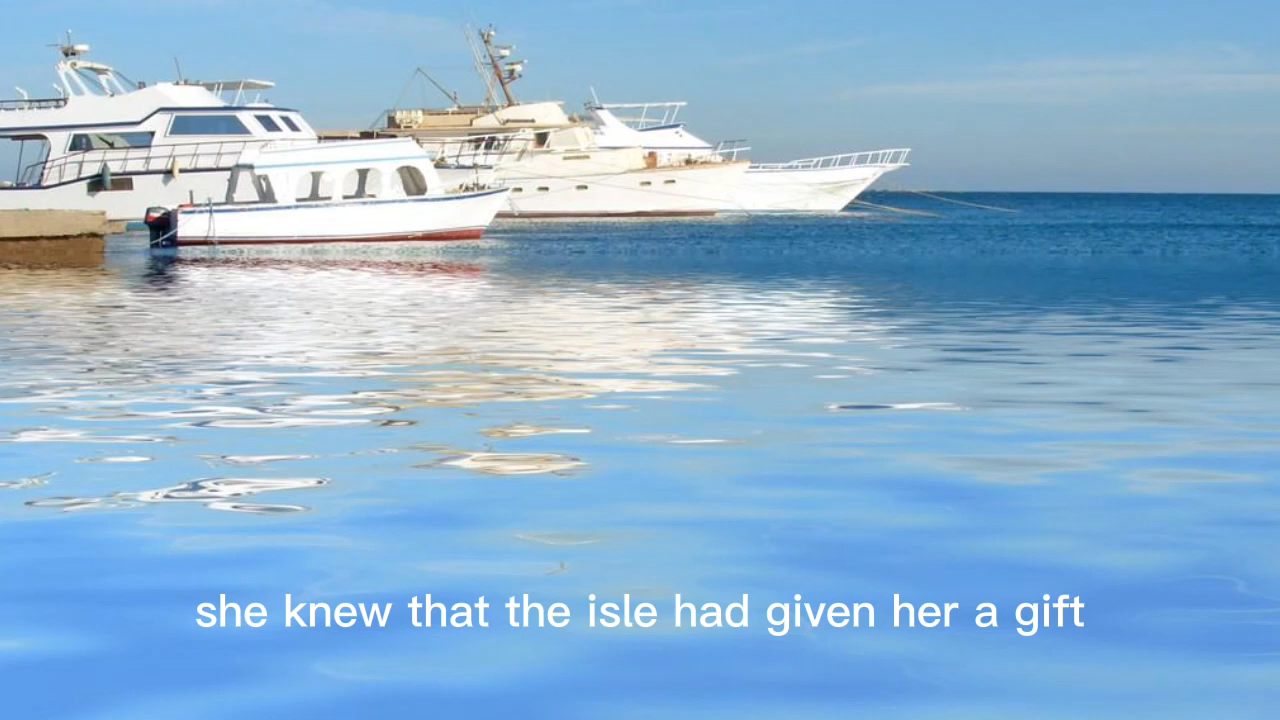 she knew that the isle had given her a gift